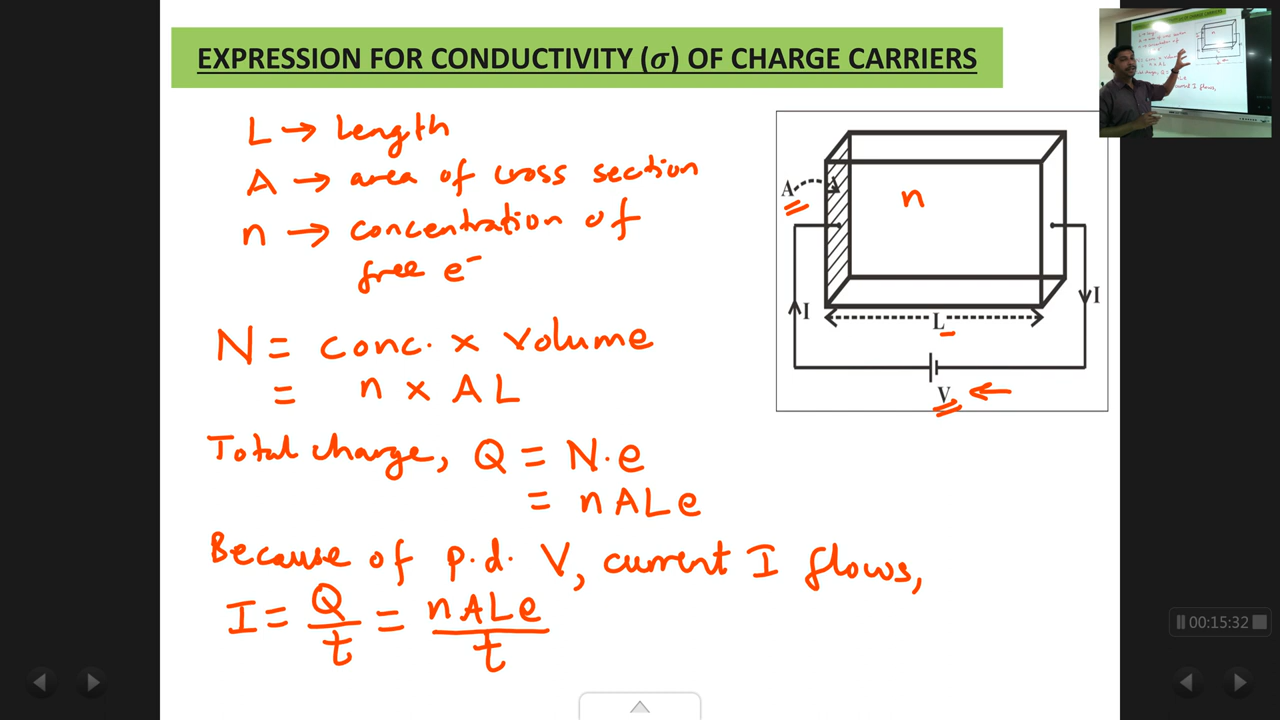 EXPRESSION FOR CONDUCTIVITY (σ) OF CHARGE CARRIERS
L → length
A → area of cross section
n → concentration of
free e⁻
N = conc. × volume
= n × AL
Total charge, Q = N·e
= nALe
Because of p.d. V, current I flows,
I = Q/t = nALe/t
A
n
I
I
L
V
00:15:32